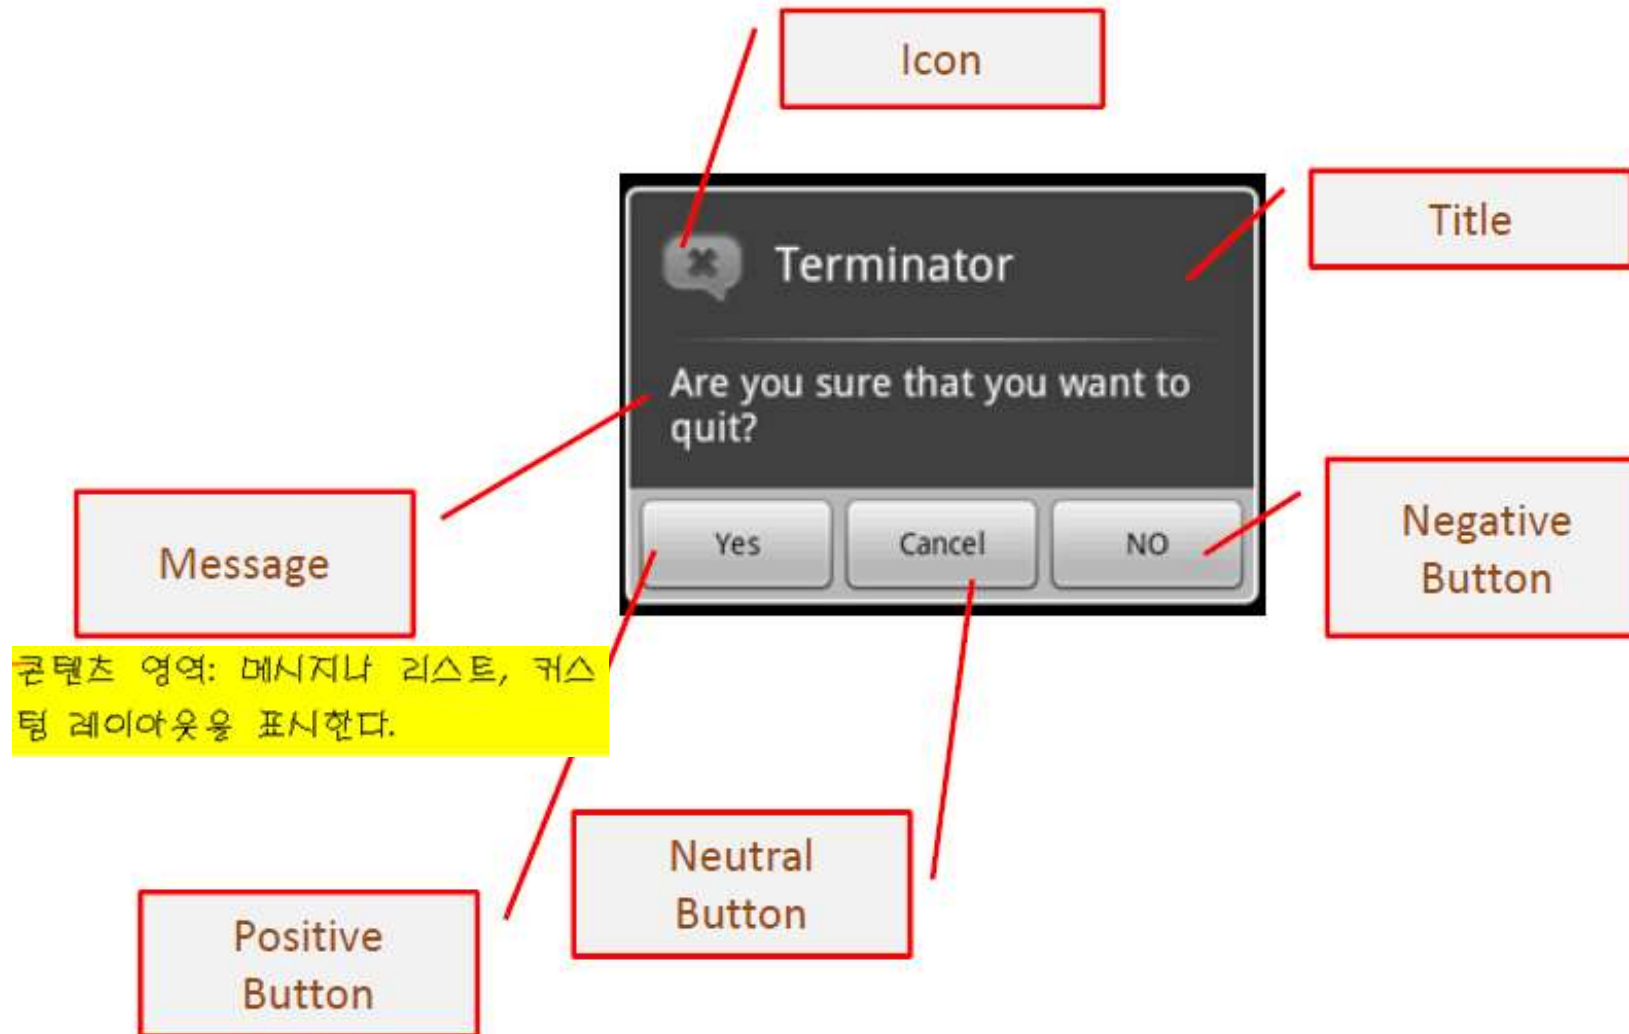 Icon
Title
Terminator
Are you sure that you want to
quit?
Yes
Cancel
NO
Negative
Button
Message
콘텐츠 영역: 메시지나 리스트, 커스
텀 레이아웃을 표시한다.
Neutral
Button
Positive
Button